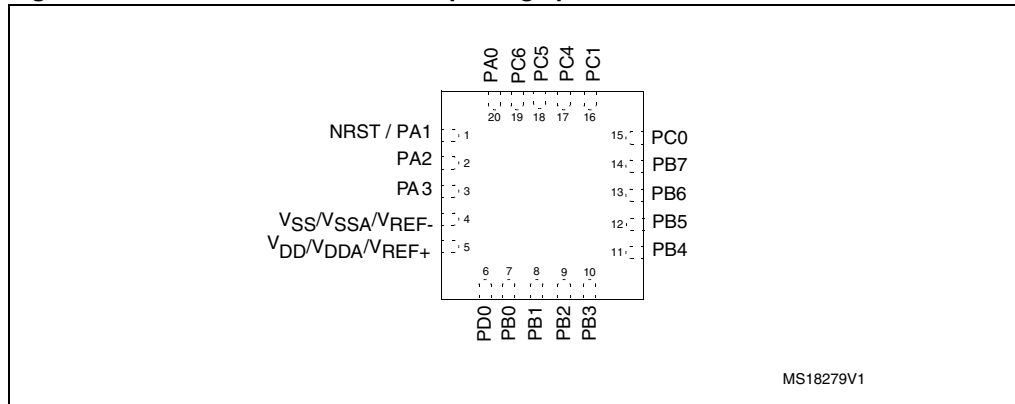 PA0 PC6 PC5 PC4 PC1
20 19 18 17 16
NRST / PA1 1 15 PC0
PA2 2 14 PB7
PA3 3 13 PB6
VSS/VSSA/VREF- 4 12 PB5
VDD/VDDA/VREF+ 5 11 PB4
6 7 8 9 10
PD0 PB0 PB1 PB2 PB3
MS18279V1